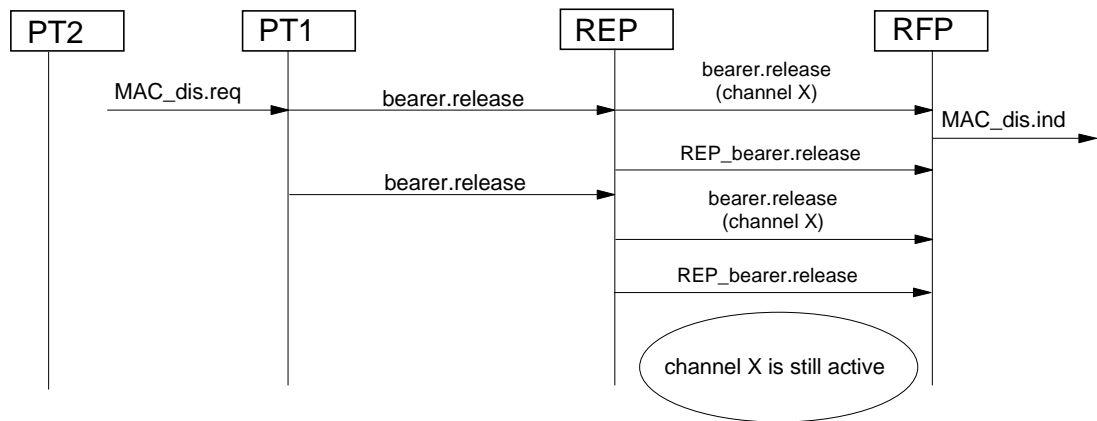 PT2
PT1
REP
RFP
MAC_dis.req
bearer.release
bearer.release
(channel X)
MAC_dis.ind
REP_bearer.release
bearer.release
bearer.release
(channel X)
REP_bearer.release
channel X is still active